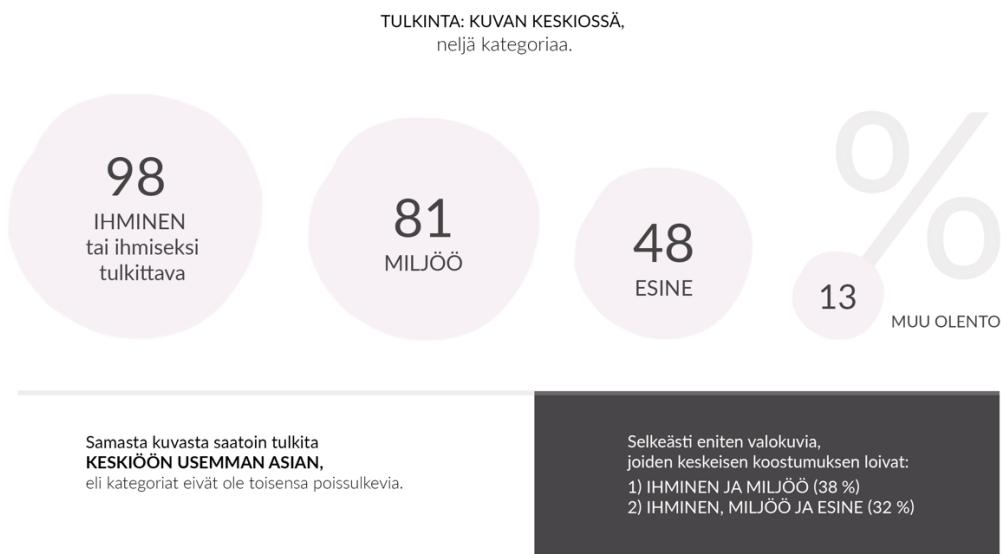 TULKINTA: KUVAN KESKIOSSÄ,
neljä kategoriaa.
%
98
IHMINEN
tai ihmiseksi
tulkittava
81
MILJÖÖ
48
ESINE
13
MUU OLENTO
Samasta kuvasta saatoin tulkita
KESKIÖÖN USEMMAN ASIAN,
eli kategoriat eivät ole toisensa poissulkevia.
Selkeästi eniten valokuvia,
joiden keskeisen koostumuksen loivat:
1) IHMINEN JA MILJÖÖ (38 %)
2) IHMINEN, MILJÖÖ JA ESINE (32 %)